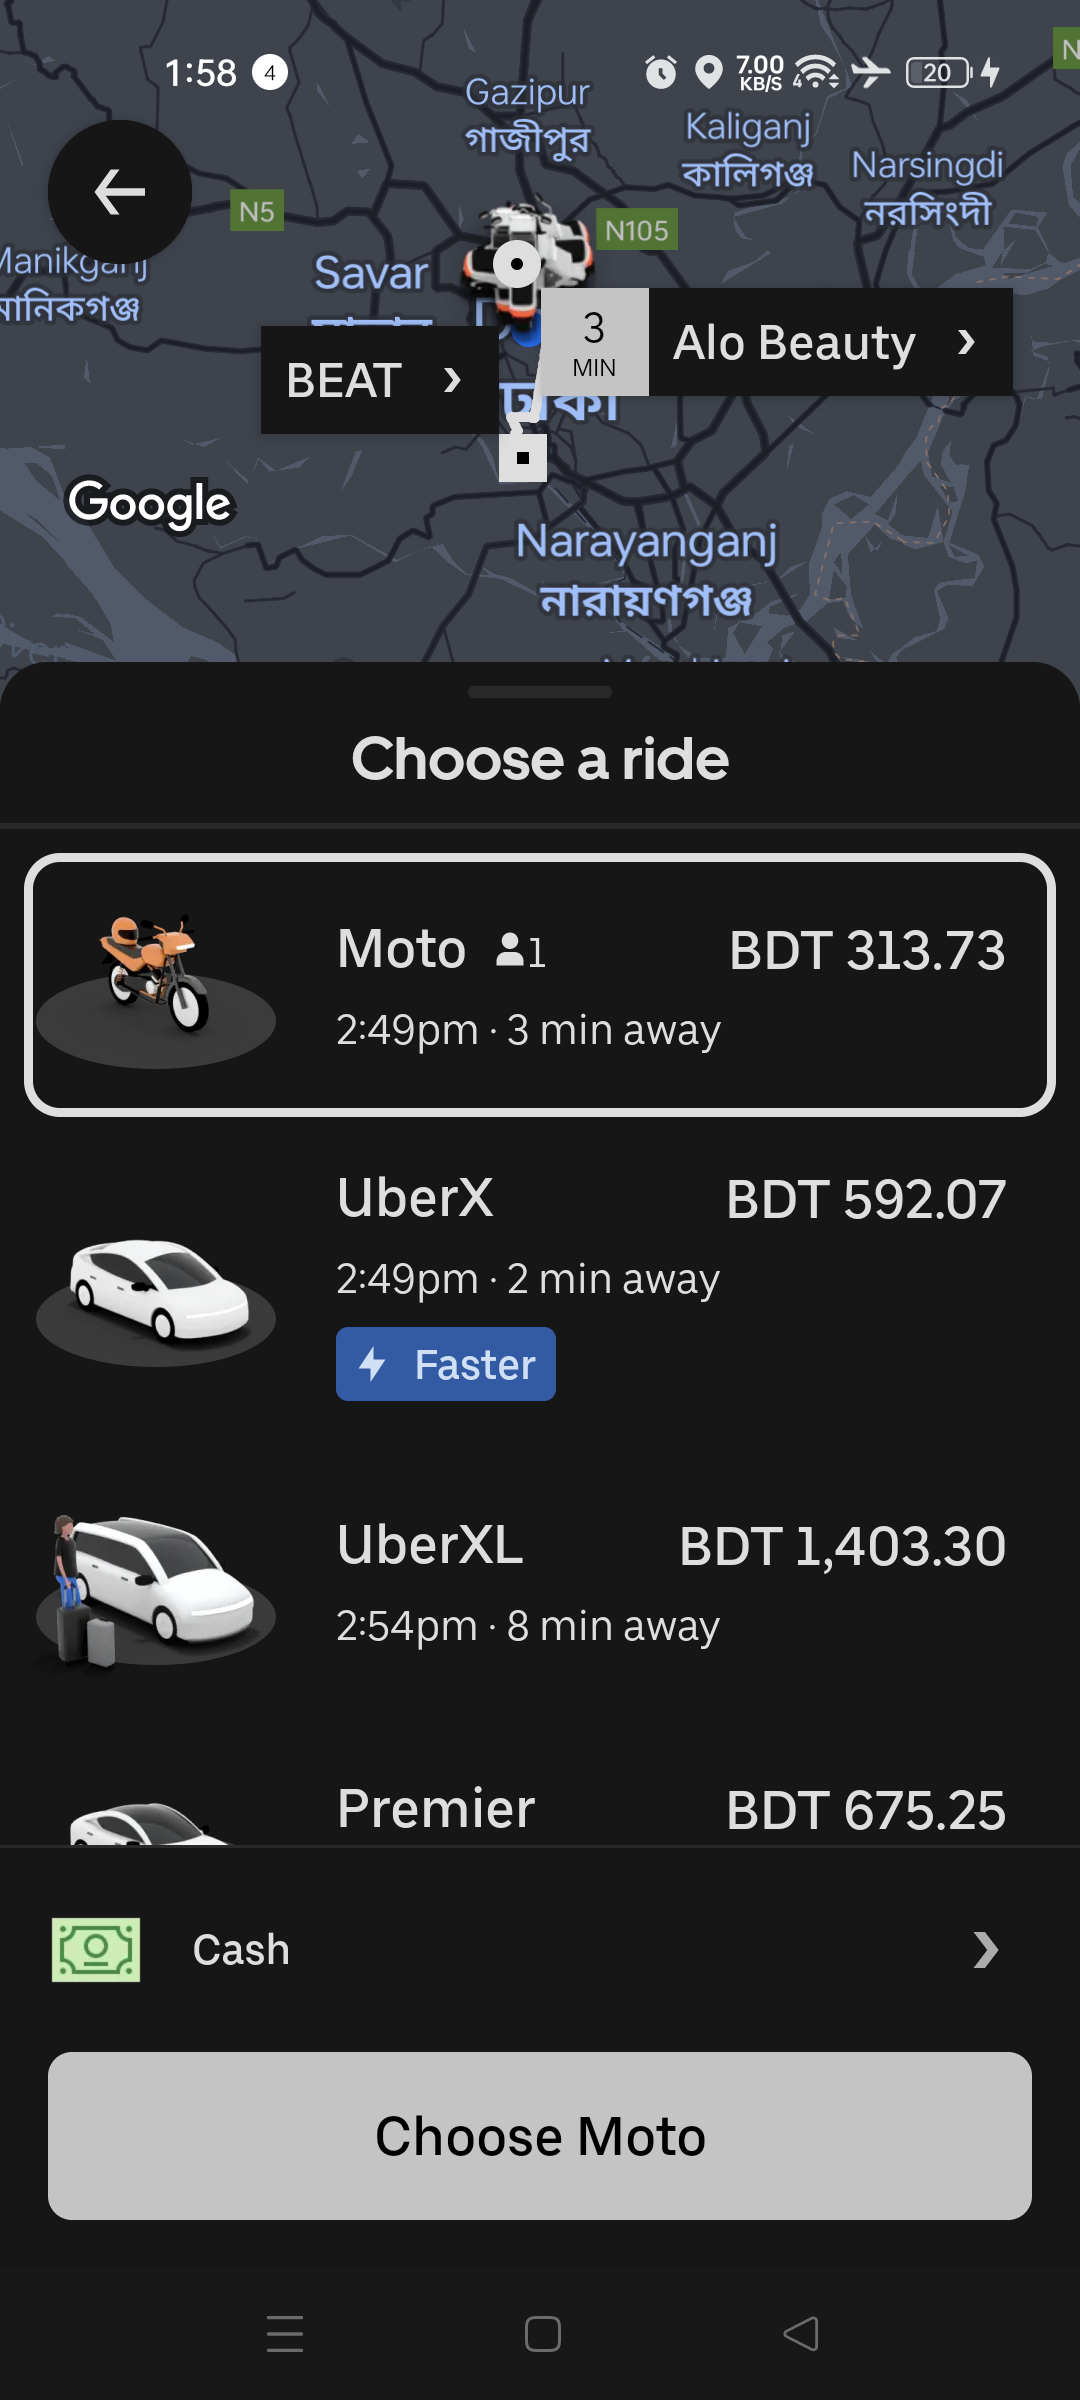 1:58 4 7.00 KB/S 4 20
Gazipur
গাজীপুর
Kaliganj
কালিগঞ্জ
Narsingdi
নরসিংদী
N5
N105
Manikganj
মানিকগঞ্জ
Savar
3 MIN
Alo Beauty
BEAT
ঢাকা
Google
Narayanganj
নারায়ণগঞ্জ
Choose a ride
Moto 1 BDT 313.73
2:49pm · 3 min away
UberX BDT 592.07
2:49pm · 2 min away
Faster
UberXL BDT 1,403.30
2:54pm · 8 min away
Premier BDT 675.25
Cash
Choose Moto